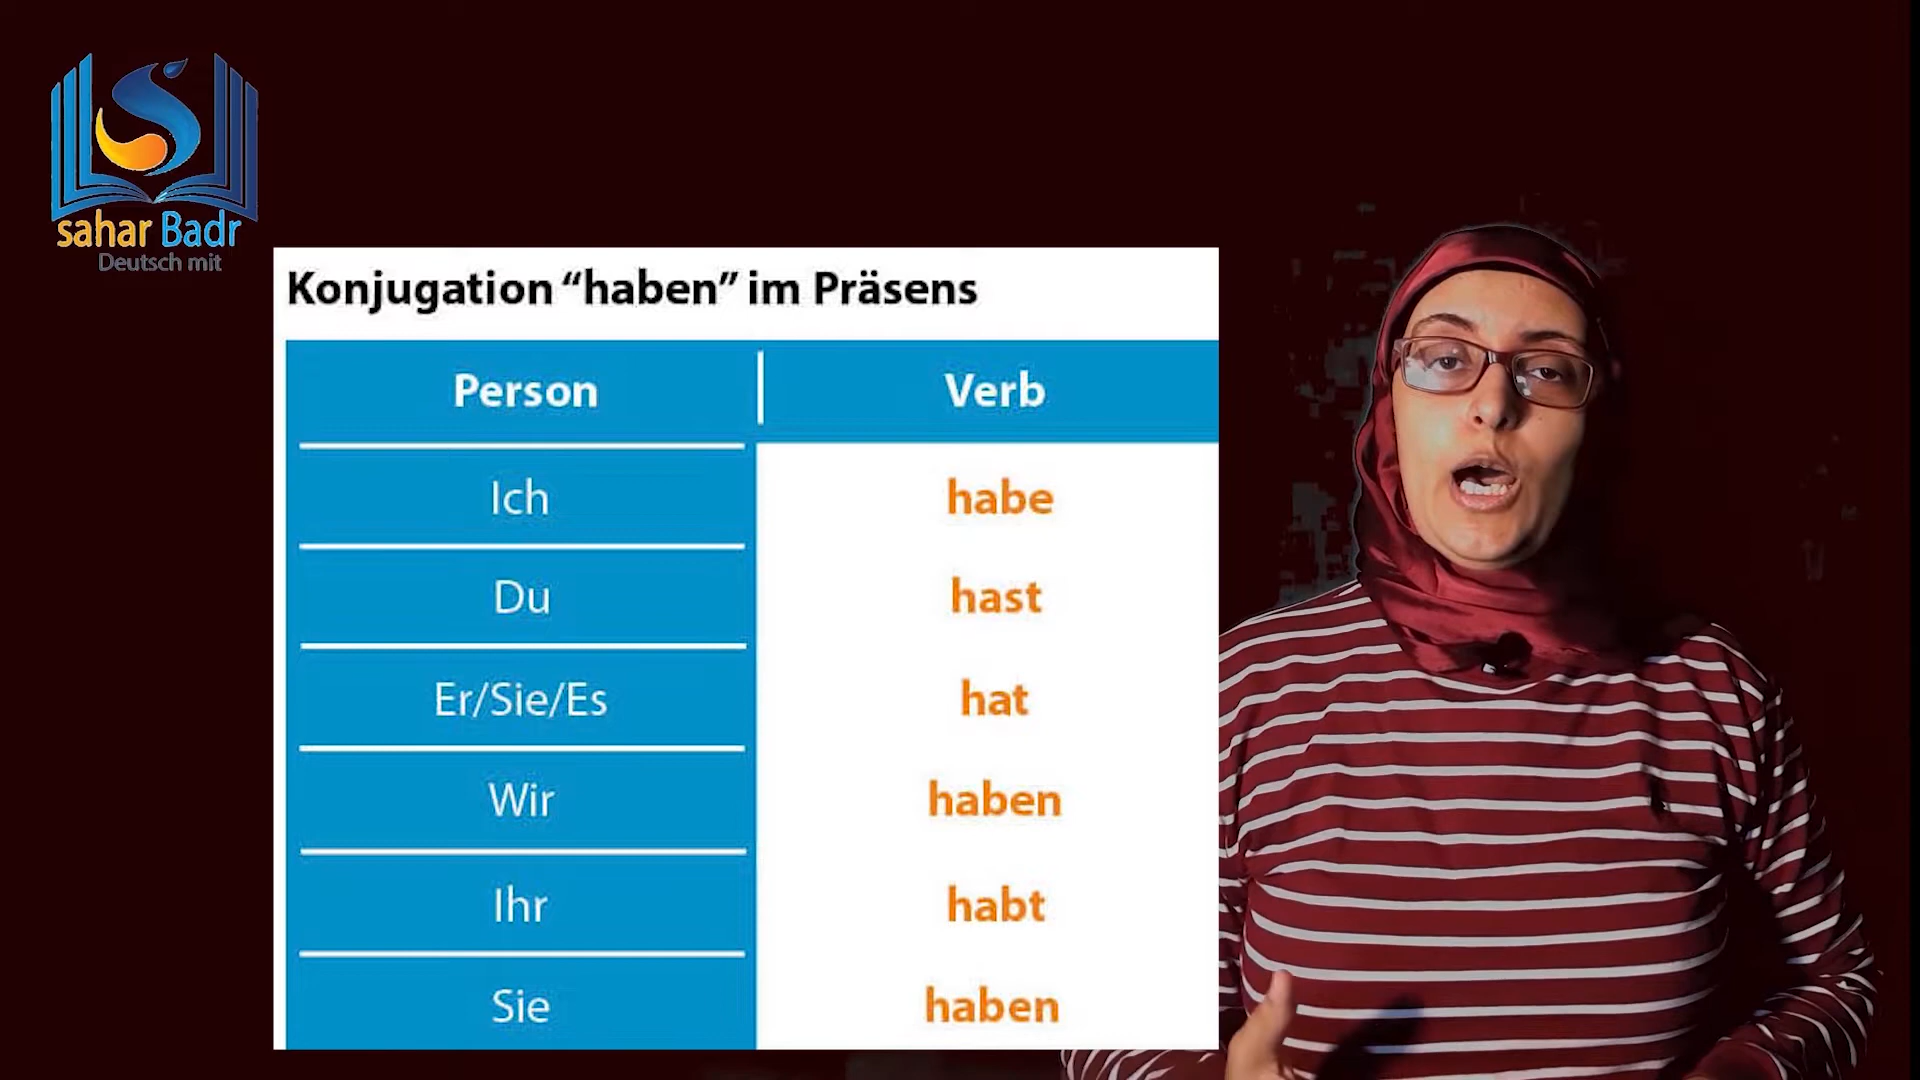 sahar Badr
Deutsch mit
Konjugation “haben” im Präsens
Person Verb
Ich habe
Du hast
Er/Sie/Es hat
Wir haben
Ihr habt
Sie haben